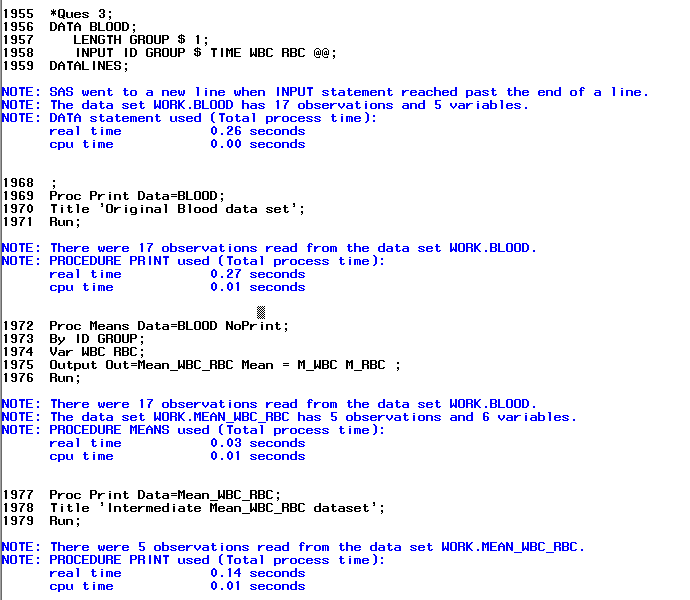 1955  *Ques 3;
1956  DATA BLOOD;
1957     LENGTH GROUP $ 1;
1958     INPUT ID GROUP $ TIME WBC RBC @@;
1959  DATALINES;
NOTE: SAS went to a new line when INPUT statement reached past the end of a line.
NOTE: The data set WORK.BLOOD has 17 observations and 5 variables.
NOTE: DATA statement used (Total process time):
      real time           0.26 seconds
      cpu time            0.00 seconds
1968  ;
1969  Proc Print Data=BLOOD;
1970  Title 'Original Blood data set';
1971  Run;
NOTE: There were 17 observations read from the data set WORK.BLOOD.
NOTE: PROCEDURE PRINT used (Total process time):
      real time           0.27 seconds
      cpu time            0.01 seconds
1972  Proc Means Data=BLOOD NoPrint;
1973  By ID GROUP;
1974  Var WBC RBC;
1975  Output Out=Mean_WBC_RBC Mean = M_WBC M_RBC ;
1976  Run;
NOTE: There were 17 observations read from the data set WORK.BLOOD.
NOTE: The data set WORK.MEAN_WBC_RBC has 5 observations and 6 variables.
NOTE: PROCEDURE MEANS used (Total process time):
      real time           0.03 seconds
      cpu time            0.01 seconds
1977  Proc Print Data=Mean_WBC_RBC;
1978  Title 'Intermediate Mean_WBC_RBC dataset';
1979  Run;
NOTE: There were 5 observations read from the data set WORK.MEAN_WBC_RBC.
NOTE: PROCEDURE PRINT used (Total process time):
      real time           0.14 seconds
      cpu time            0.01 seconds